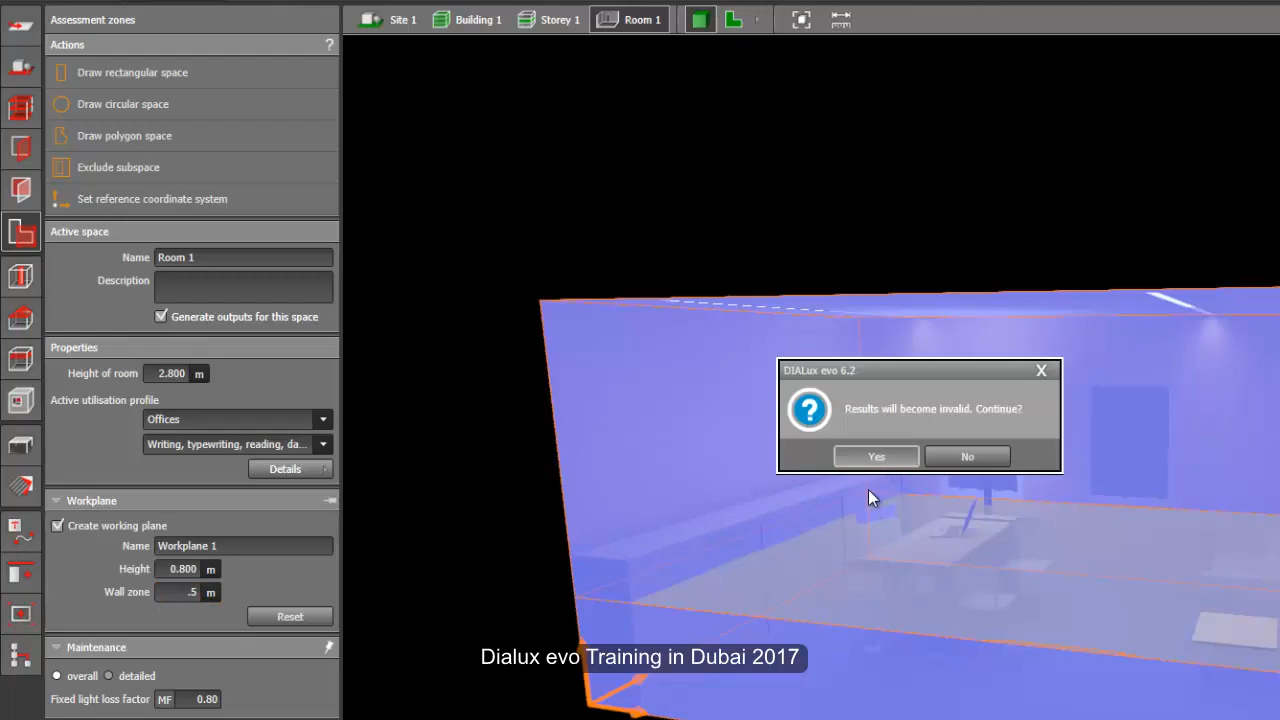 Assessment zones
Site 1
Building 1
Storey 1
Room 1
Actions
?
Draw rectangular space
Draw circular space
Draw polygon space
Exclude subspace
Set reference coordinate system
Active space
Name
Room 1
Description
Generate outputs for this space
Properties
Height of room
2.800
m
Active utilisation profile
Offices
Writing, typewriting, reading, da...
Details
Workplane
Create working plane
Name
Workplane 1
Height
0.800
m
Wall zone
.5
m
Reset
Maintenance
overall
detailed
Fixed light loss factor
MF
0.80
DIALux evo 6.2
X
?
Results will become invalid. Continue?
Yes
No
Dialux evo Training in Dubai 2017